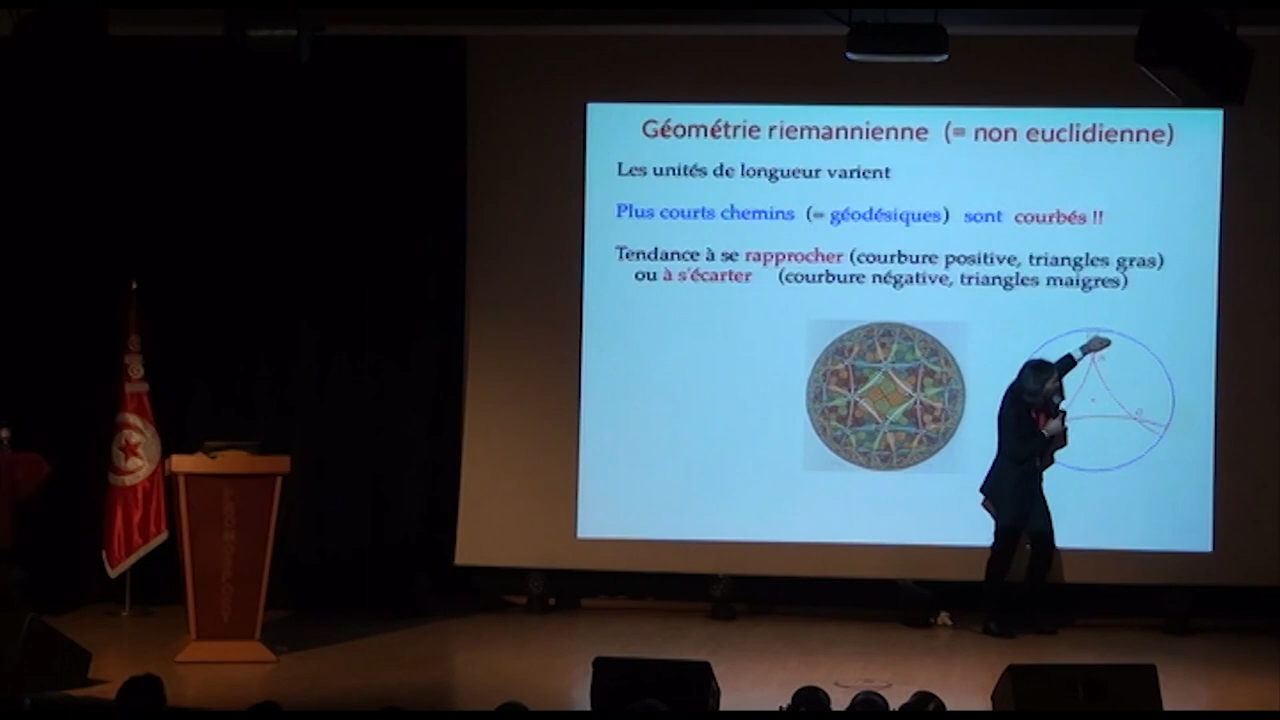 Géométrie riemannienne (= non euclidienne)
Les unités de longueur varient
Plus courts chemins (= géodésiques) sont courbés !!
Tendance à se rapprocher (courbure positive, triangles gras)
ou à s'écarter (courbure négative, triangles maigres)